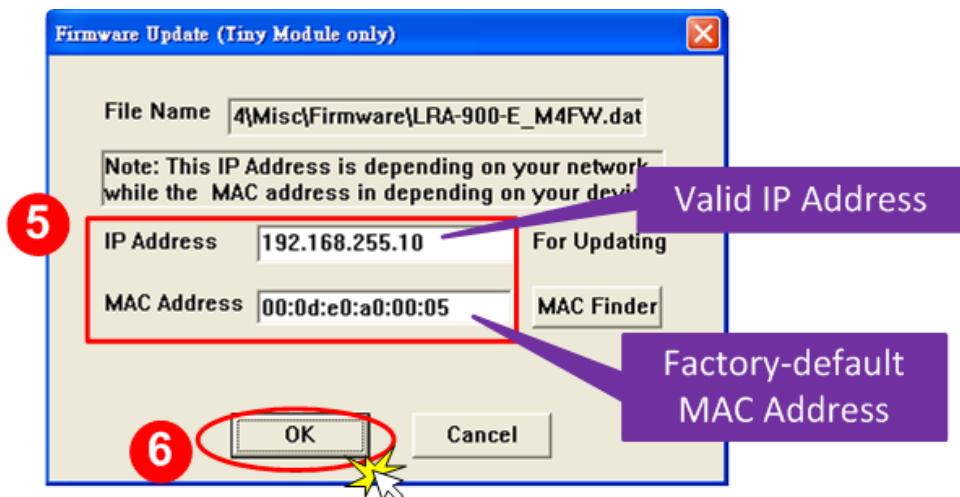 Firmware Update (Tiny Module only)
File Name 4\Misc\Firmware\LRA-900-E_M4FW.dat
Note: This IP Address is depending on your network
while the MAC address in depending on your
Valid IP Address
5
IP Address 192.168.255.10 For Updating
MAC Address 00:0d:e0:a0:00:05 MAC Finder
Factory-default
MAC Address
6
OK Cancel